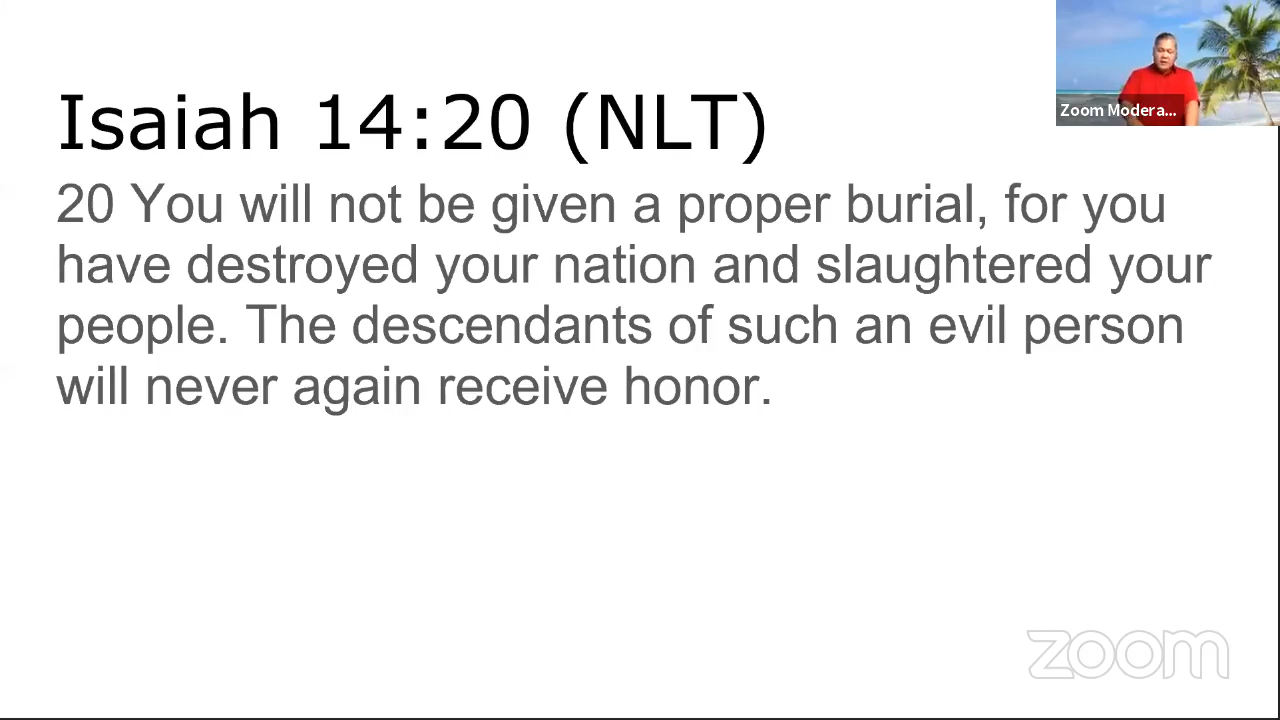 Isaiah 14:20 (NLT)
20 You will not be given a proper burial, for you
have destroyed your nation and slaughtered your
people. The descendants of such an evil person
will never again receive honor.
Zoom Modera...
zoom